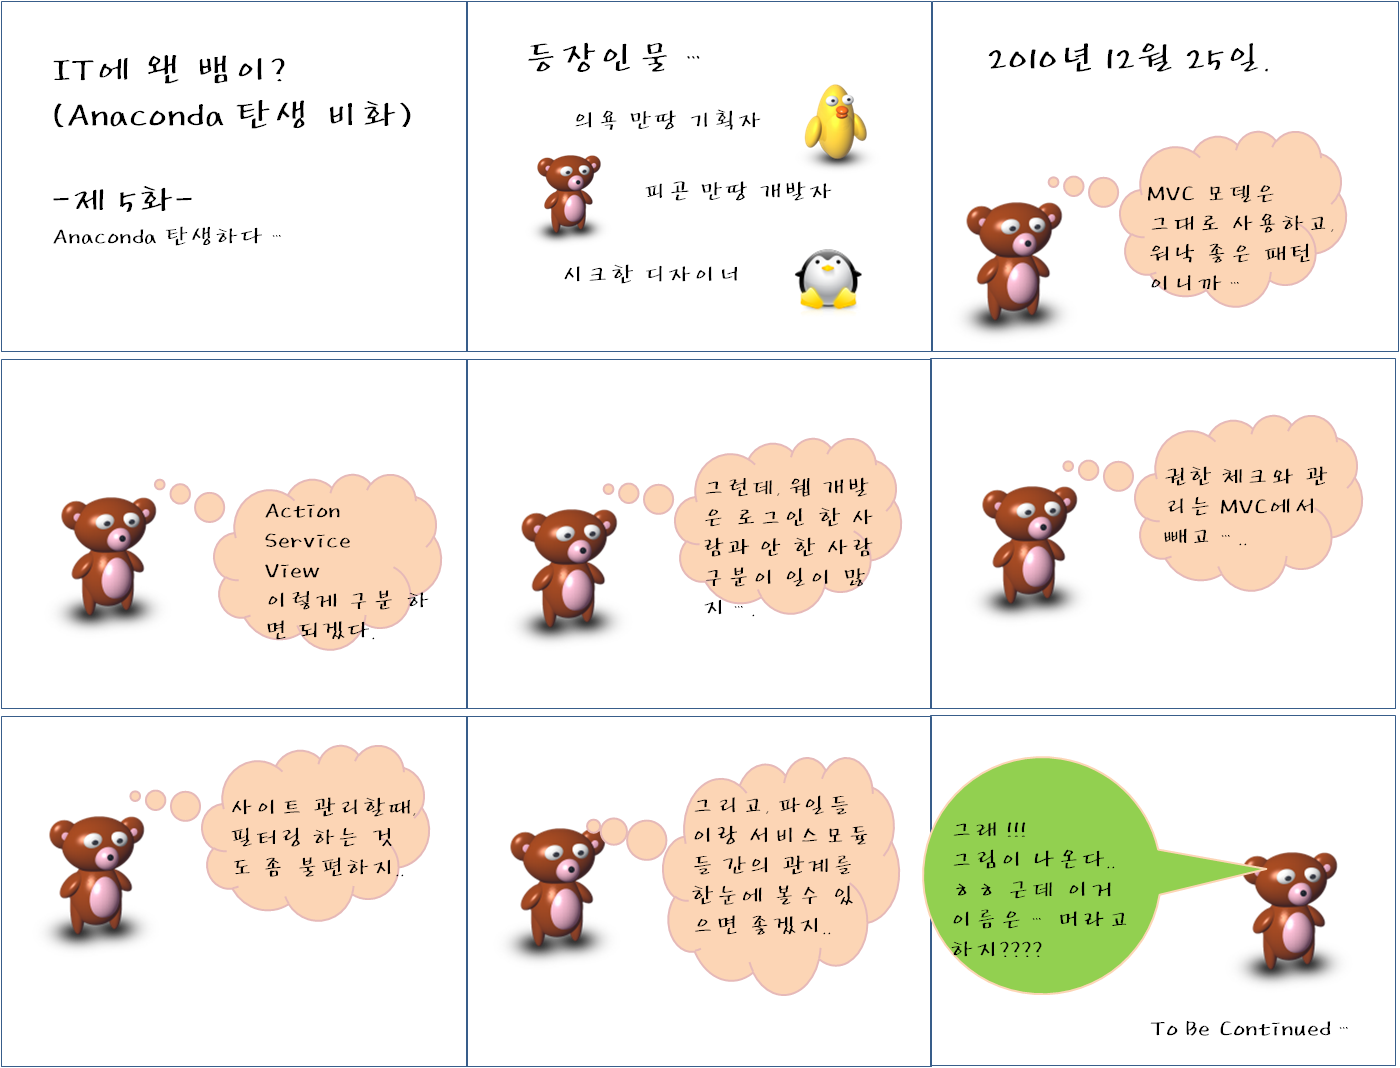 IT에 왠 뱀이?
(Anaconda 탄생 비화)
-제 5화-
Anaconda 탄생하다 …
등장인물 …
의욕 만땅 기획자
피곤 만땅 개발자
시크한 디자이너
2010년 12월 25일.
MVC 모델은
그대로 사용하고,
워낙 좋은 패턴
이니까 …
Action
Service
View
이렇게 구분 하
면 되겠다.
그런데, 웹 개발
은 로그인 한 사
람과 안 한 사람
구분이 일이 많
지 ….
권한 체크와 관
리는 MVC에서
빼고 …..
사이트 관리할때,
필터링 하는 것
도 좀 불편하지..
그리고, 파일들
이랑 서비스모듈
들 간의 관계를
한눈에 볼수 있
으면 좋겠지..
그래 !!!
그림이 나온다..
ㅎㅎ 근데 이거
이름은 … 머라고
하지????
To Be Continued …